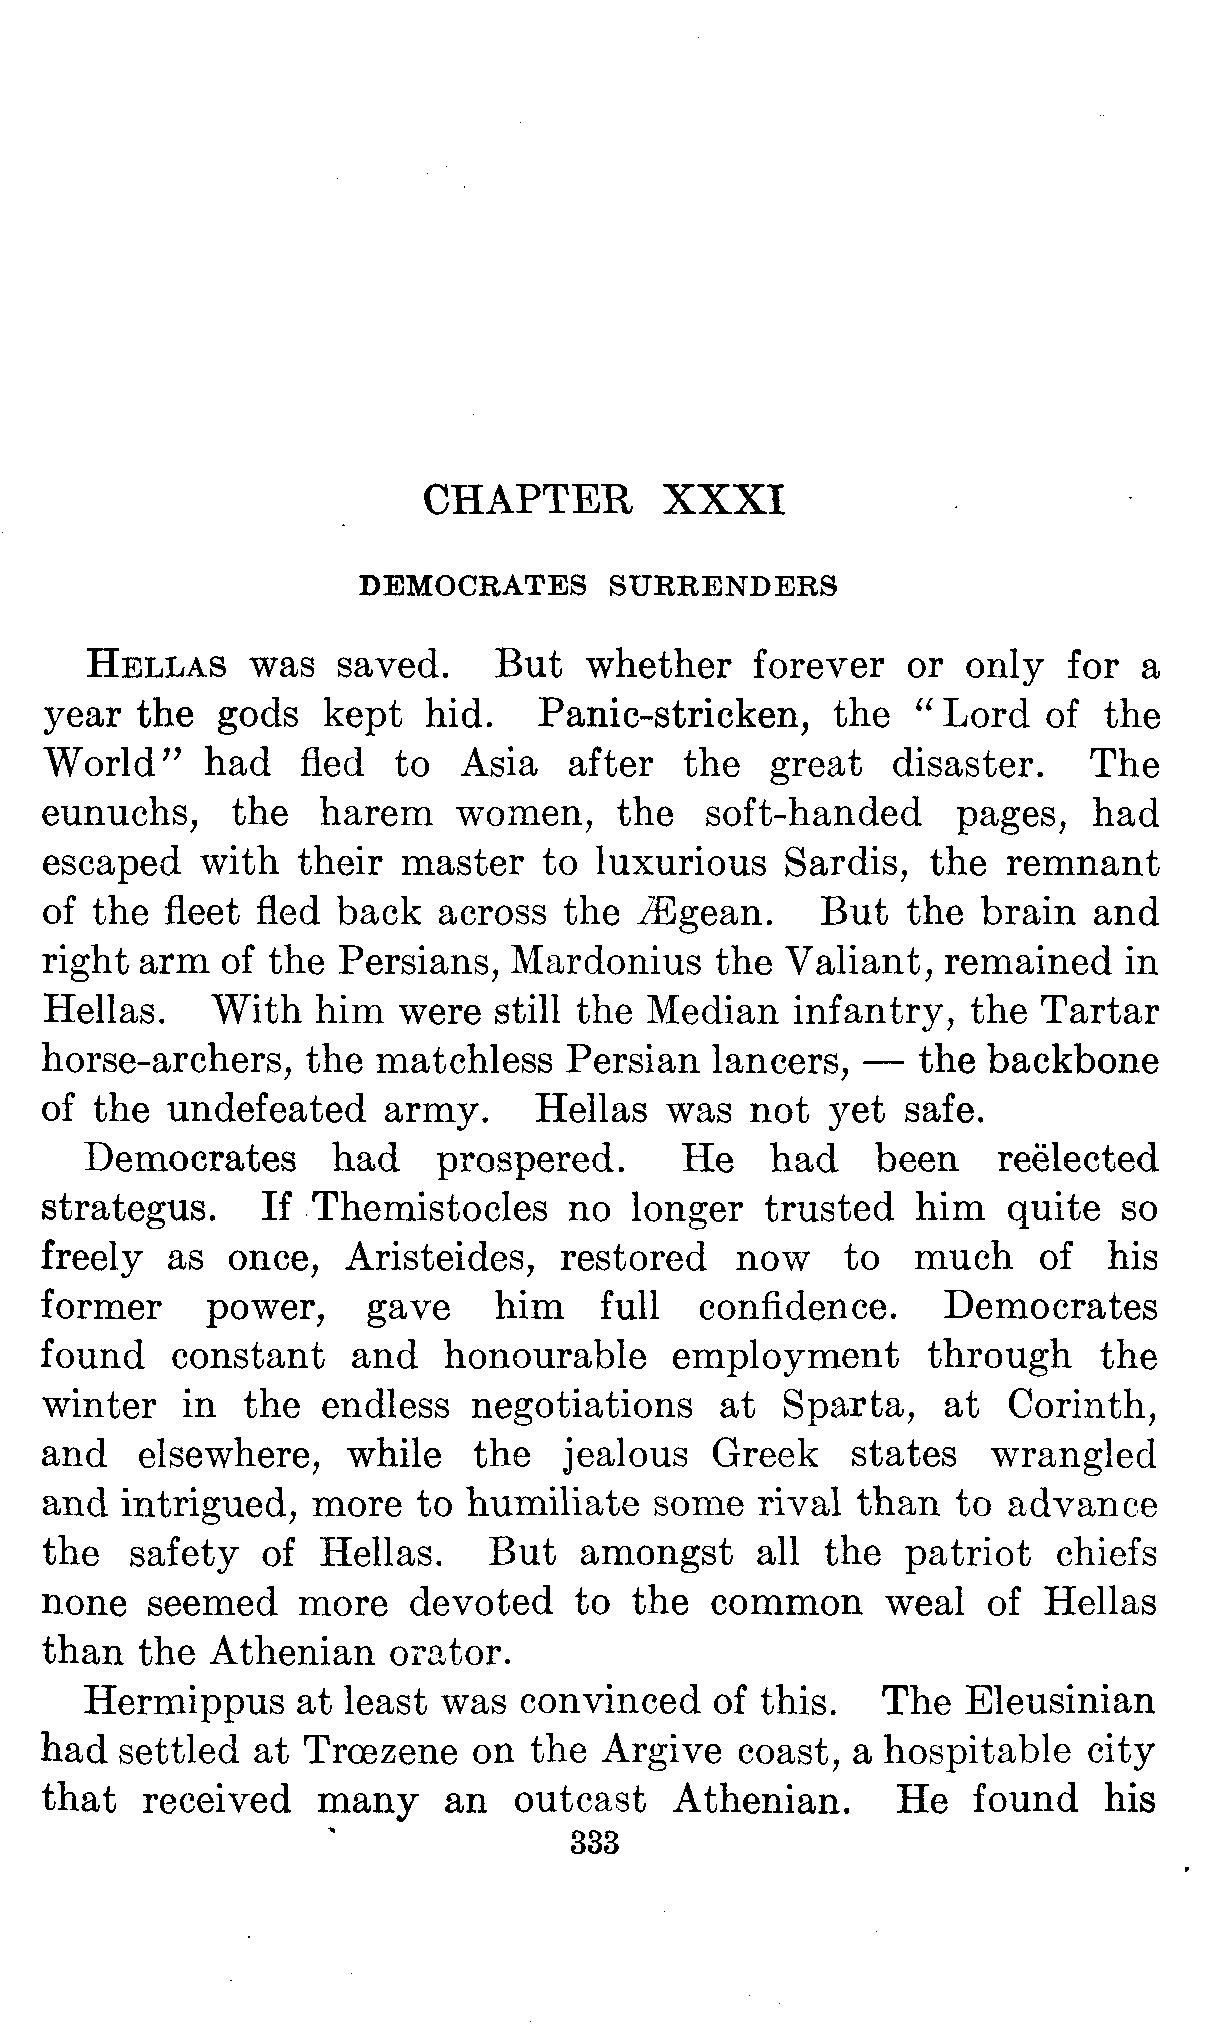 CHAPTER XXXI
DEMOCRATES SURRENDERS
HELLAS was saved. But whether forever or only for a
year the gods kept hid. Panic-stricken, the “Lord of the
World” had fled to Asia after the great disaster. The
eunuchs, the harem women, the soft-handed pages, had
escaped with their master to luxurious Sardis, the remnant
of the fleet fled back across the Ægean. But the brain and
right arm of the Persians, Mardonius the Valiant, remained in
Hellas. With him were still the Median infantry, the Tartar
horse-archers, the matchless Persian lancers, — the backbone
of the undefeated army. Hellas was not yet safe.
Democrates had prospered. He had been reëlected
strategus. If Themistocles no longer trusted him quite so
freely as once, Aristeides, restored now to much of his
former power, gave him full confidence. Democrates
found constant and honourable employment through the
winter in the endless negotiations at Sparta, at Corinth,
and elsewhere, while the jealous Greek states wrangled
and intrigued, more to humiliate some rival than to advance
the safety of Hellas. But amongst all the patriot chiefs
none seemed more devoted to the common weal of Hellas
than the Athenian orator.
Hermippus at least was convinced of this. The Eleusinian
had settled at Trœzene on the Argive coast, a hospitable city
that received many an outcast Athenian. He found his
333